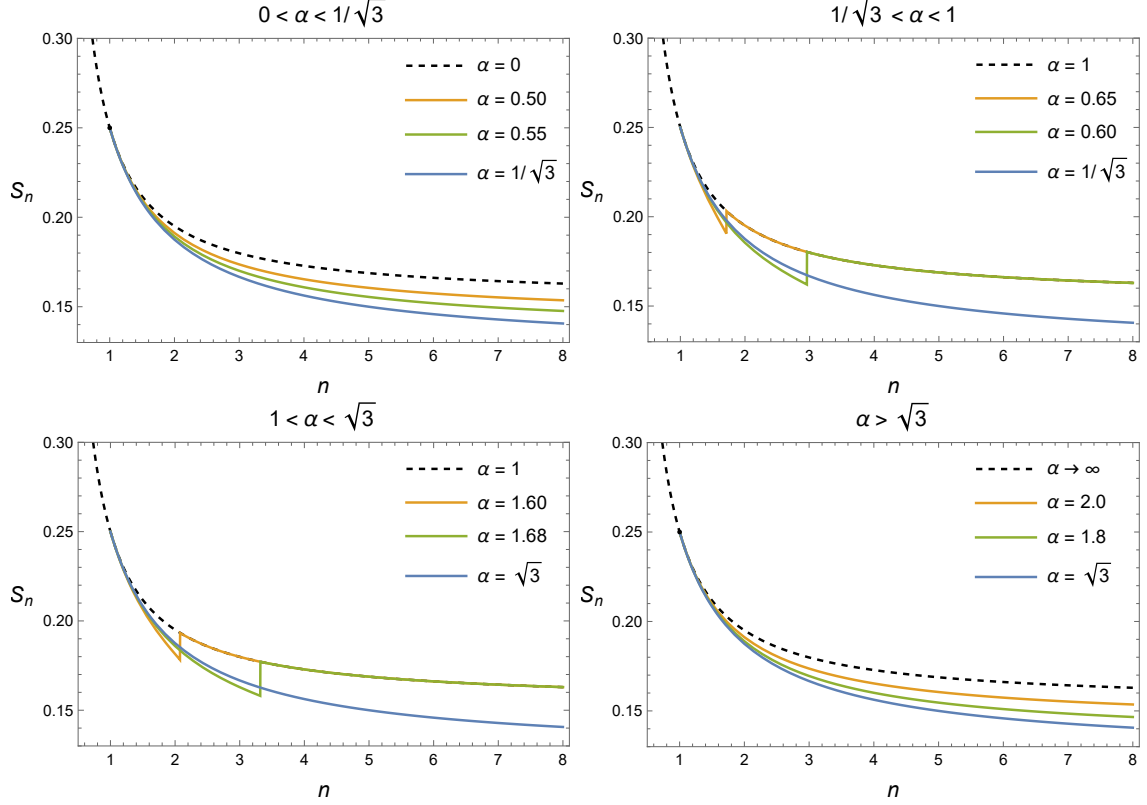 0 < α < 1/√3
0.30
0.25
0.20
0.15
Sn
1 2 3 4 5 6 7 8
n
α = 0
α = 0.50
α = 0.55
α = 1/√3
1/√3 < α < 1
0.30
0.25
0.20
0.15
Sn
1 2 3 4 5 6 7 8
n
α = 1
α = 0.65
α = 0.60
α = 1/√3
1 < α < √3
0.30
0.25
0.20
0.15
Sn
1 2 3 4 5 6 7 8
n
α = 1
α = 1.60
α = 1.68
α = √3
α > √3
0.30
0.25
0.20
0.15
Sn
1 2 3 4 5 6 7 8
n
α → ∞
α = 2.0
α = 1.8
α = √3